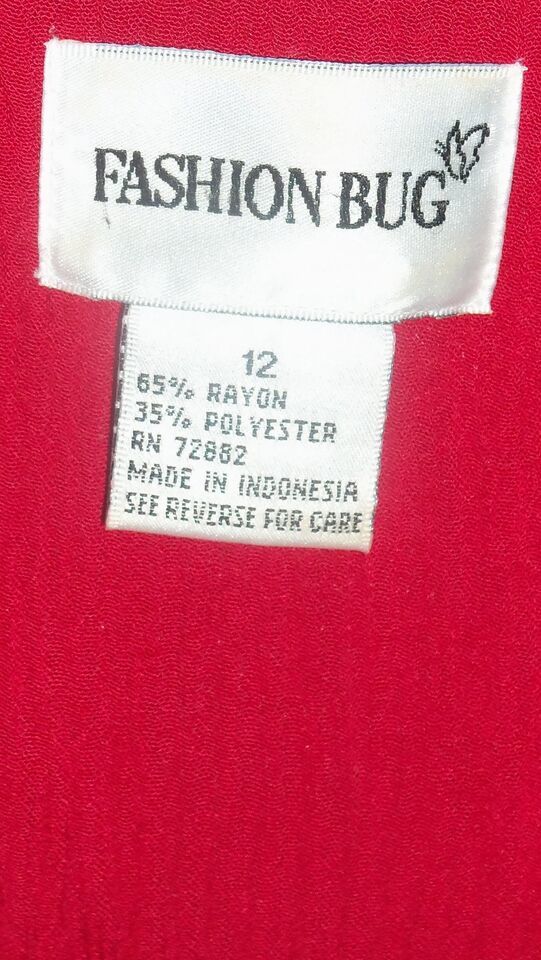 FASHION BUG
12
65% RAYON
35% POLYESTER
RN 72882
MADE IN INDONESIA
SEE REVERSE FOR CARE